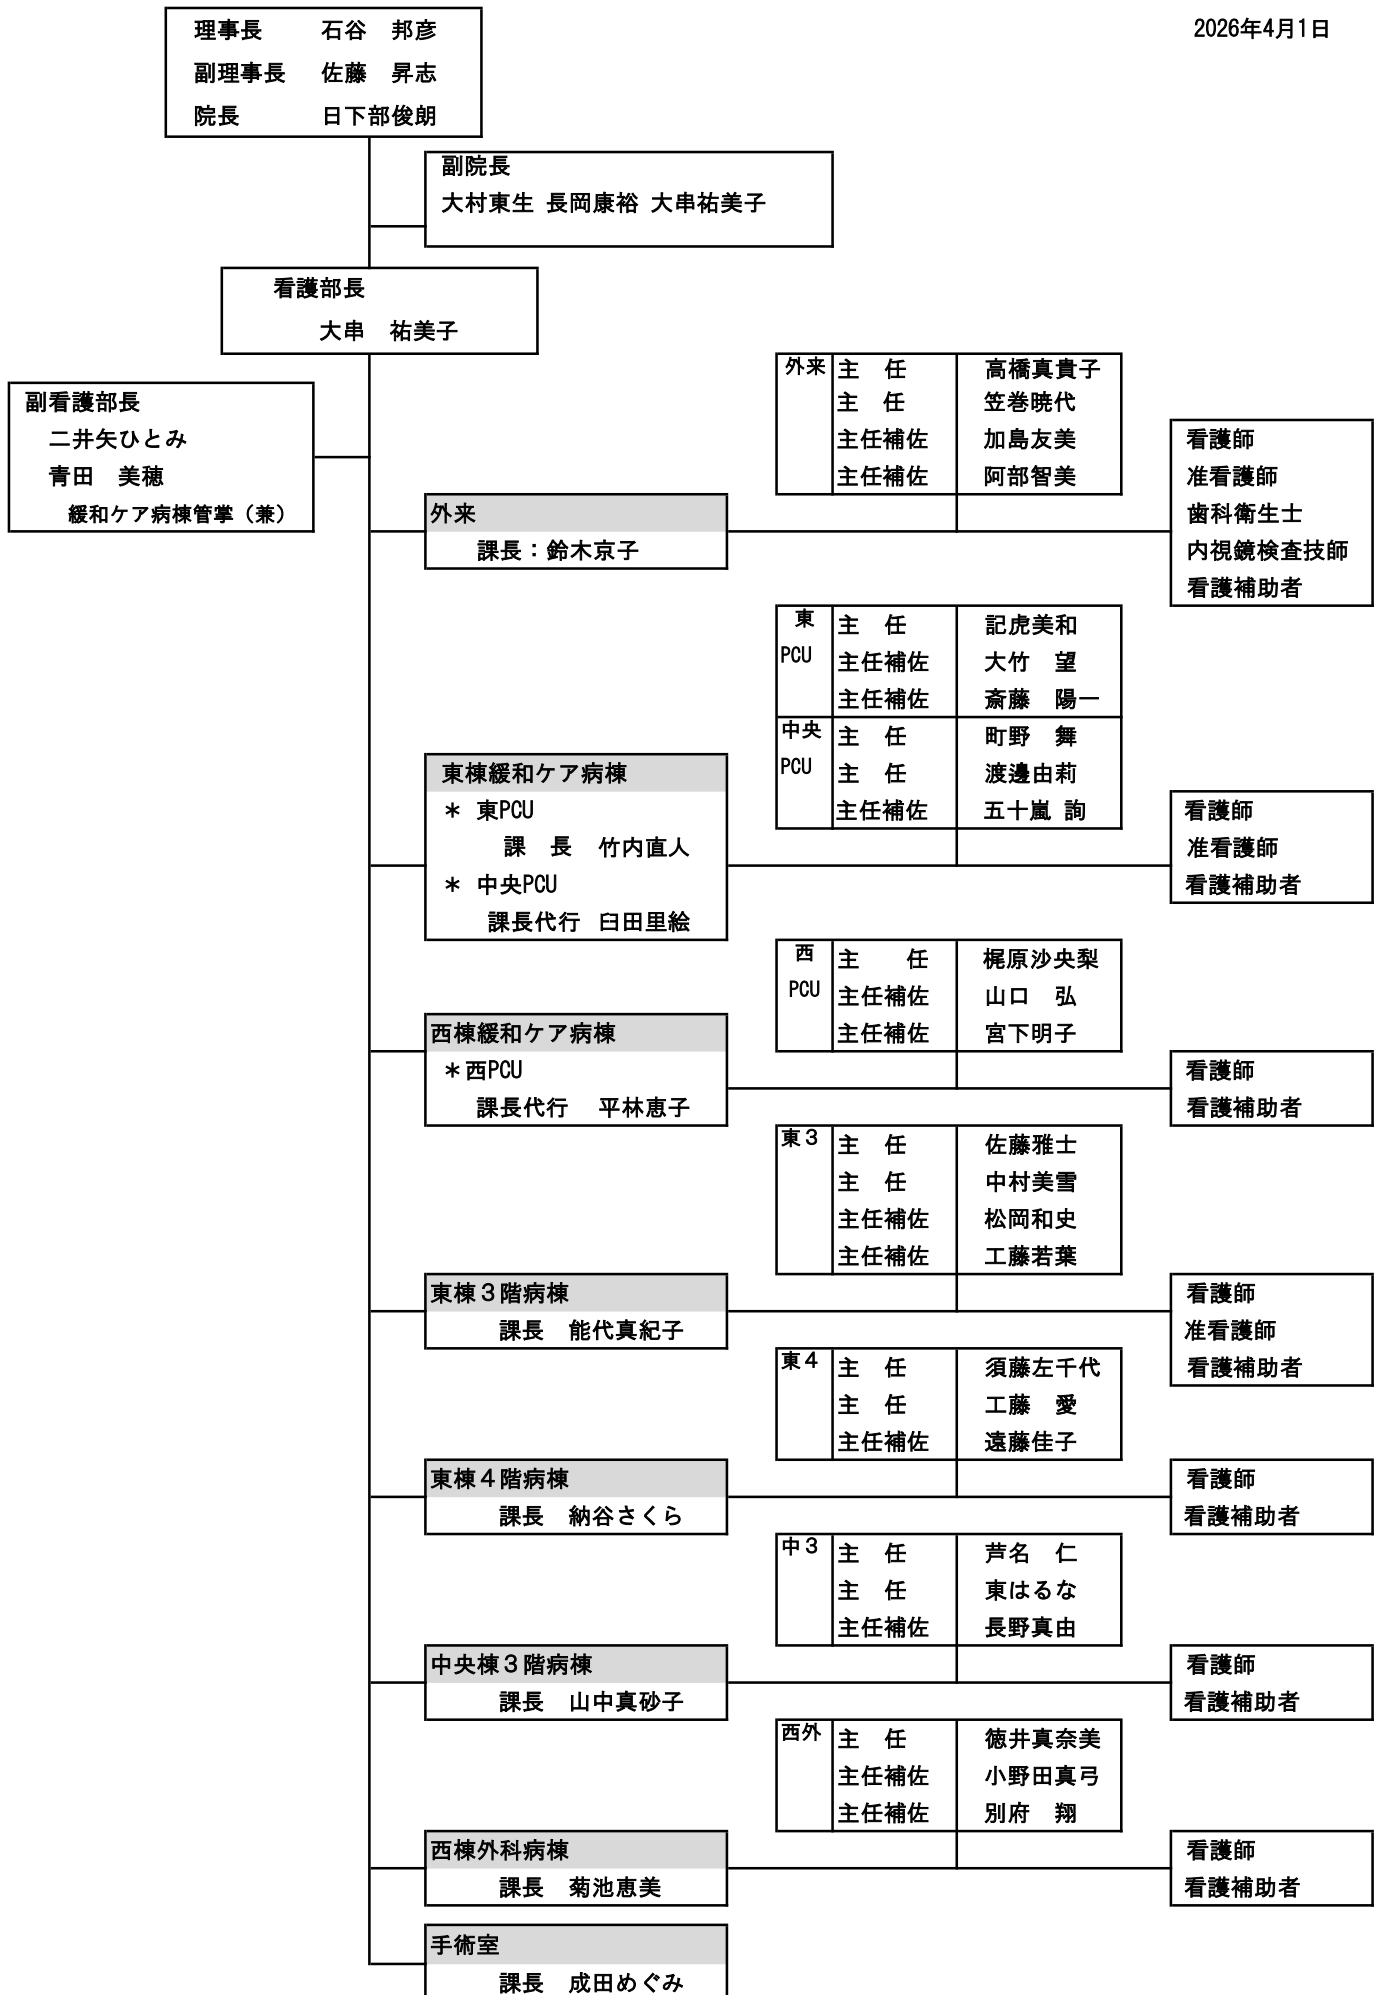 2026年4月1日
理事長　石谷　邦彦
副理事長　佐藤　昇志
院長　日下部俊朗
副院長
大村東生 長岡康裕 大串祐美子
看護部長
大串　祐美子
副看護部長
二井矢ひとみ
青田　美穂
緩和ケア病棟管掌（兼）
外来　主　任　高橋真貴子
主　任　笠巻暁代
主任補佐　加島友美
主任補佐　阿部智美
外来
課長：鈴木京子
看護師
准看護師
歯科衛生士
内視鏡検査技師
看護補助者
東　主　任　記虎美和
PCU　主任補佐　大竹　望
主任補佐　斎藤　陽一
中央　主　任　町野　舞
PCU　主　任　渡邊由莉
主任補佐　五十嵐 詢
東棟緩和ケア病棟
＊ 東PCU
課　長　竹内直人
＊ 中央PCU
課長代行　臼田里絵
看護師
准看護師
看護補助者
西　主　　任　梶原沙央梨
PCU　主任補佐　山口　弘
主任補佐　宮下明子
西棟緩和ケア病棟
＊西PCU
課長代行　平林恵子
看護師
看護補助者
東３　主　任　佐藤雅士
主　任　中村美雪
主任補佐　松岡和史
主任補佐　工藤若葉
東棟３階病棟
課長　能代真紀子
看護師
准看護師
看護補助者
東４　主　任　須藤左千代
主　任　工藤　愛
主任補佐　遠藤佳子
東棟４階病棟
課長　納谷さくら
看護師
看護補助者
中３　主　任　芦名　仁
主　任　東はるな
主任補佐　長野真由
中央棟３階病棟
課長　山中真砂子
看護師
看護補助者
西外　主　任　徳井真奈美
主任補佐　小野田真弓
主任補佐　別府　翔
西棟外科病棟
課長　菊池恵美
看護師
看護補助者
手術室
課長　成田めぐみ